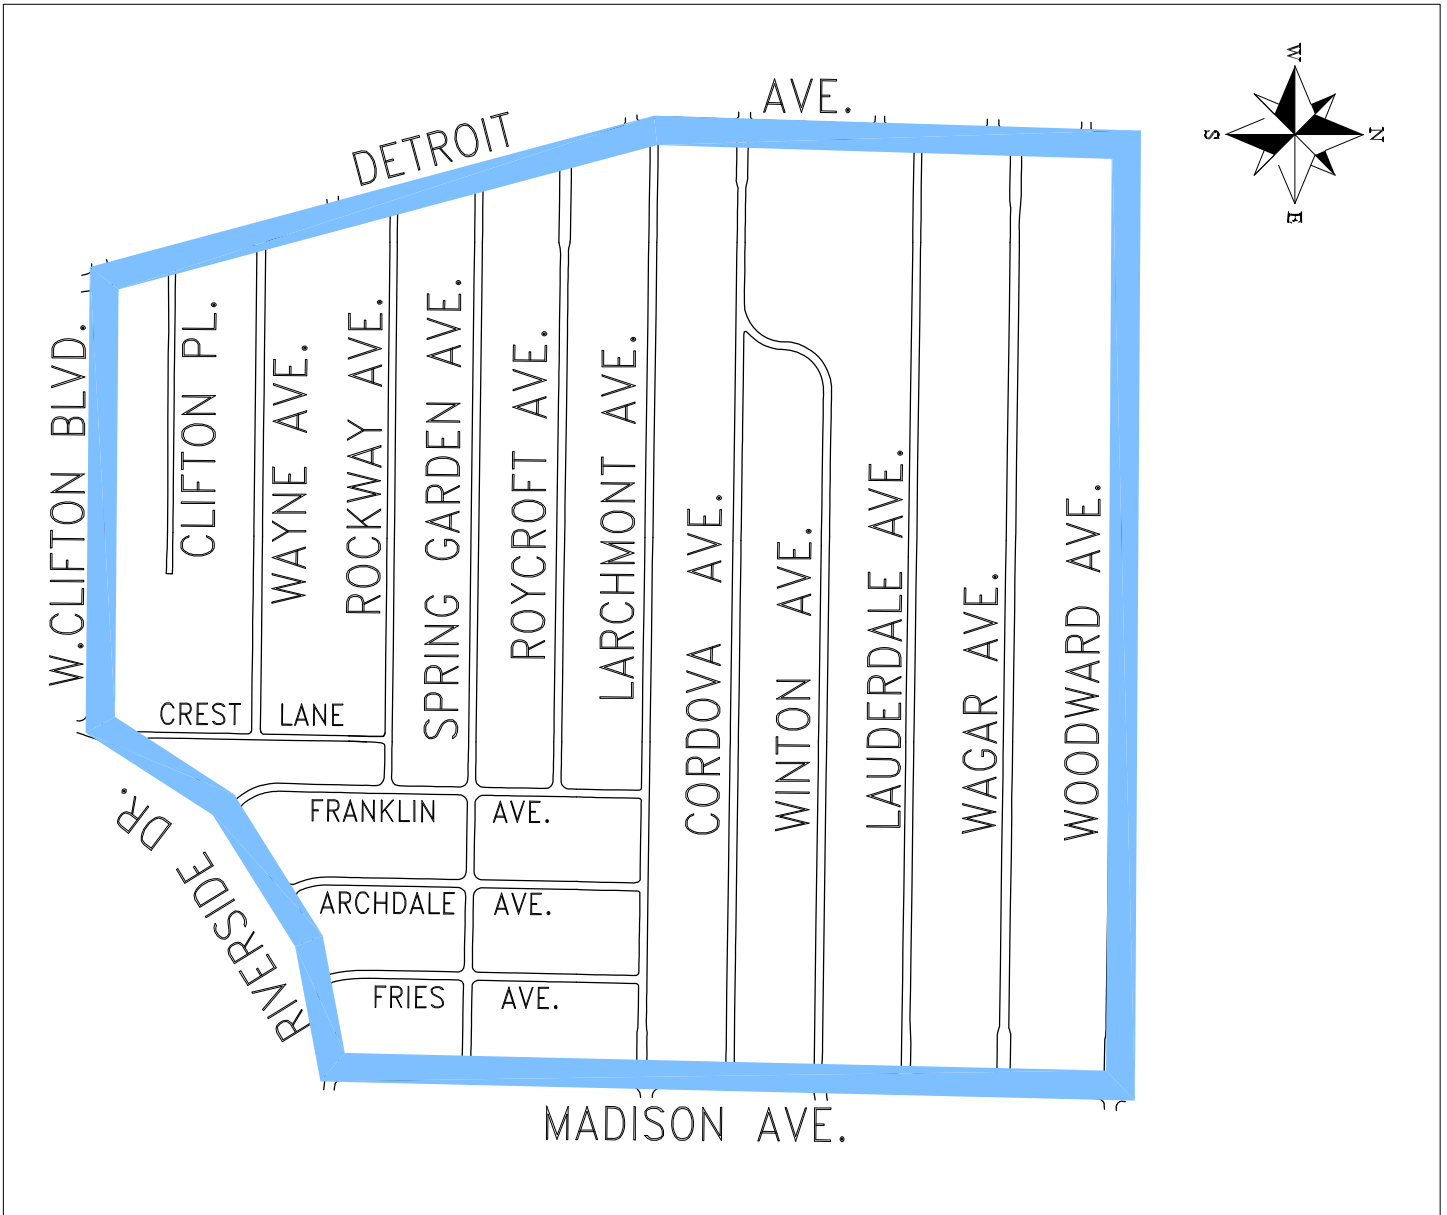 W
S
N
E
DETROIT AVE.
W.CLIFTON BLVD.
CLIFTON PL.
WAYNE AVE.
ROCKWAY AVE.
SPRING GARDEN AVE.
ROYCROFT AVE.
LARCHMONT AVE.
CORDOVA AVE.
WINTON AVE.
LAUDERDALE AVE.
WAGAR AVE.
WOODWARD AVE.
CREST LANE
FRANKLIN AVE.
ARCHDALE AVE.
FRIES AVE.
RIVERSIDE DR.
MADISON AVE.